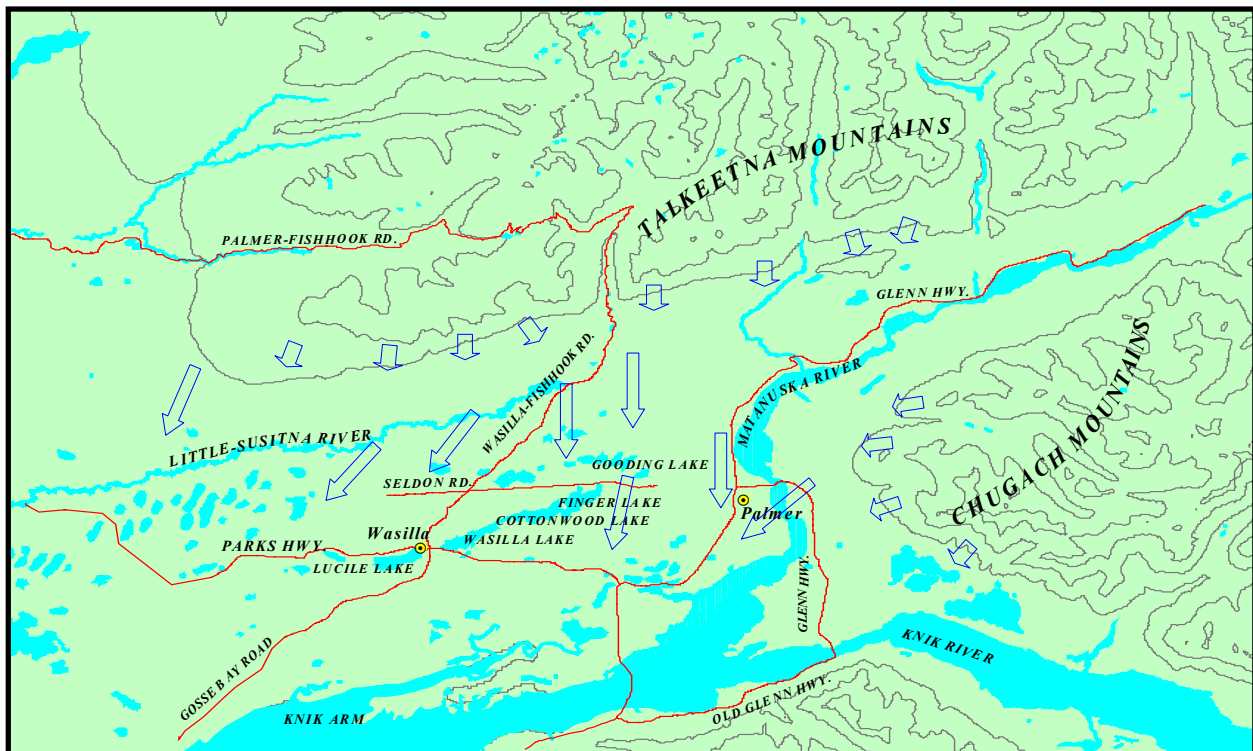 TALKEETNA MOUNTAINS
PALMER-FISHHOOK RD.
GLENN HWY.
WASILLA-FISHHOOK RD.
MATANUSKA RIVER
CHUGACH MOUNTAINS
LITTLE-SUSITNA RIVER
GOODING LAKE
SELDON RD.
FINGER LAKE
Palmer
COTTONWOOD LAKE
Wasilla
WASILLA LAKE
PARKS HWY.
LUCILE LAKE
GLENN HWY.
KNIK RIVER
GOSSE BAY ROAD
OLD GLENN HWY.
KNIK ARM